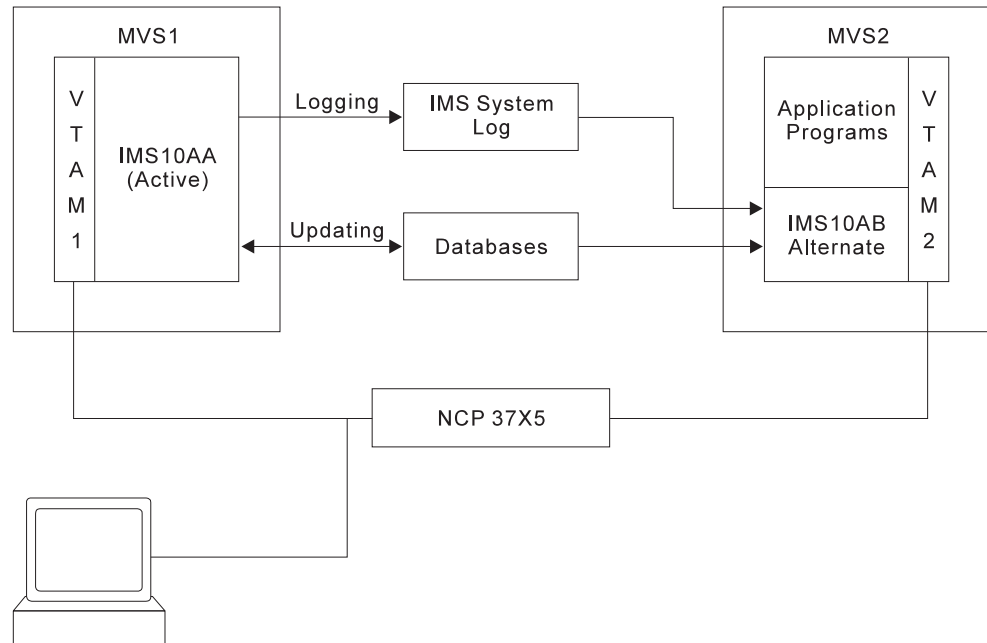 MVS1
V
T
A
M
1
IMS10AA
(Active)
Logging
Updating
IMS System
Log
Databases
MVS2
Application
Programs
IMS10AB
Alternate
V
T
A
M
2
NCP 37X5